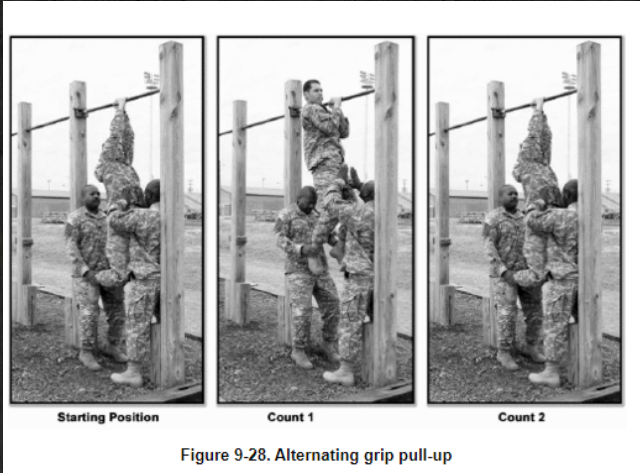 Starting Position
Count 1
Count 2
Figure 9-28. Alternating grip pull-up